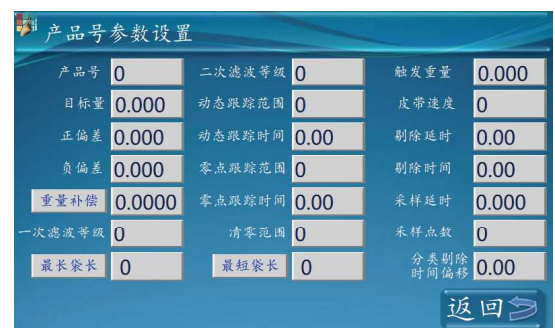 产品号参数设置
产品号 0 二次滤波等级 0 触发重量 0.000
目标量 0.000 动态跟踪范围 0 皮带速度 0
正偏差 0.000 动态跟踪时间 0.00 剔除延时 0.00
负偏差 0.000 零点跟踪范围 0 剔除时间 0.00
重量补偿 0.0000 零点跟踪时间 0.00 采样延时 0.000
一次滤波等级 0 清零范围 0 采样点数 0
最长袋长 0 最短袋长 0 分类剔除
时间偏移 0.00
返回